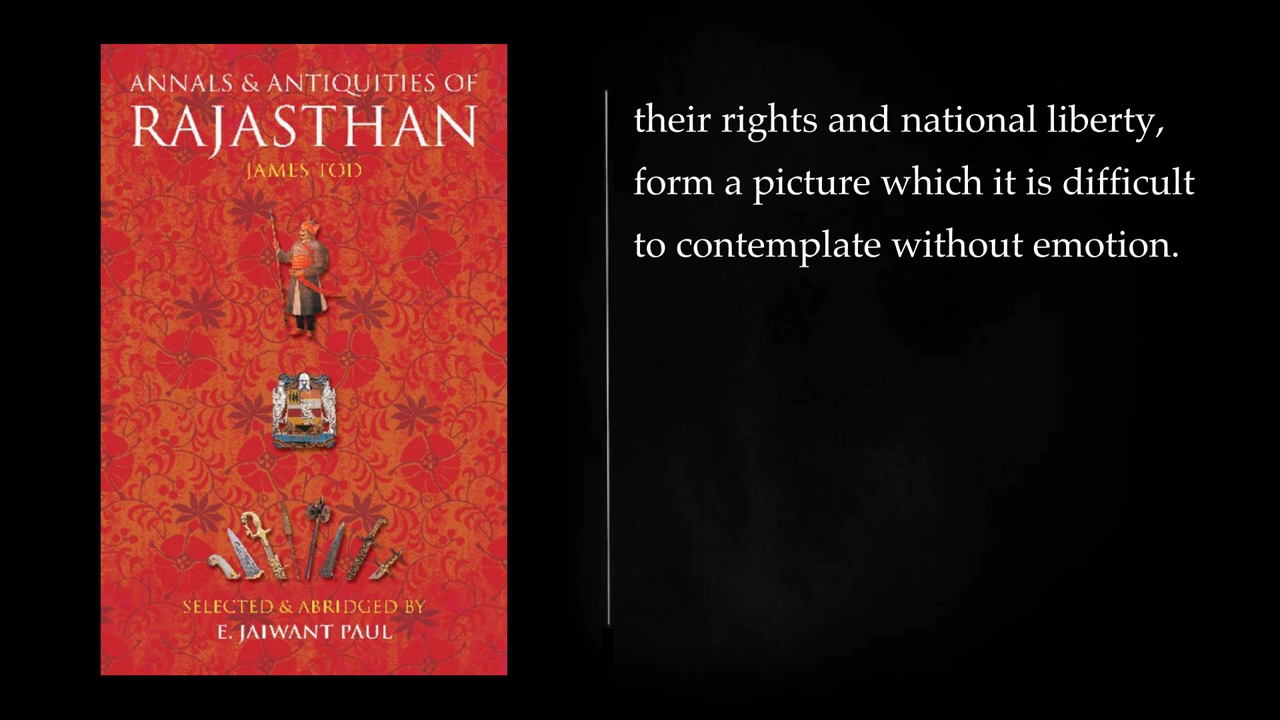 ANNALS & ANTIQUITIES OF
RAJASTHAN
JAMES TOD
SELECTED & ABRIDGED BY
E. JAIWANT PAUL
their rights and national liberty,
form a picture which it is difficult
to contemplate without emotion.